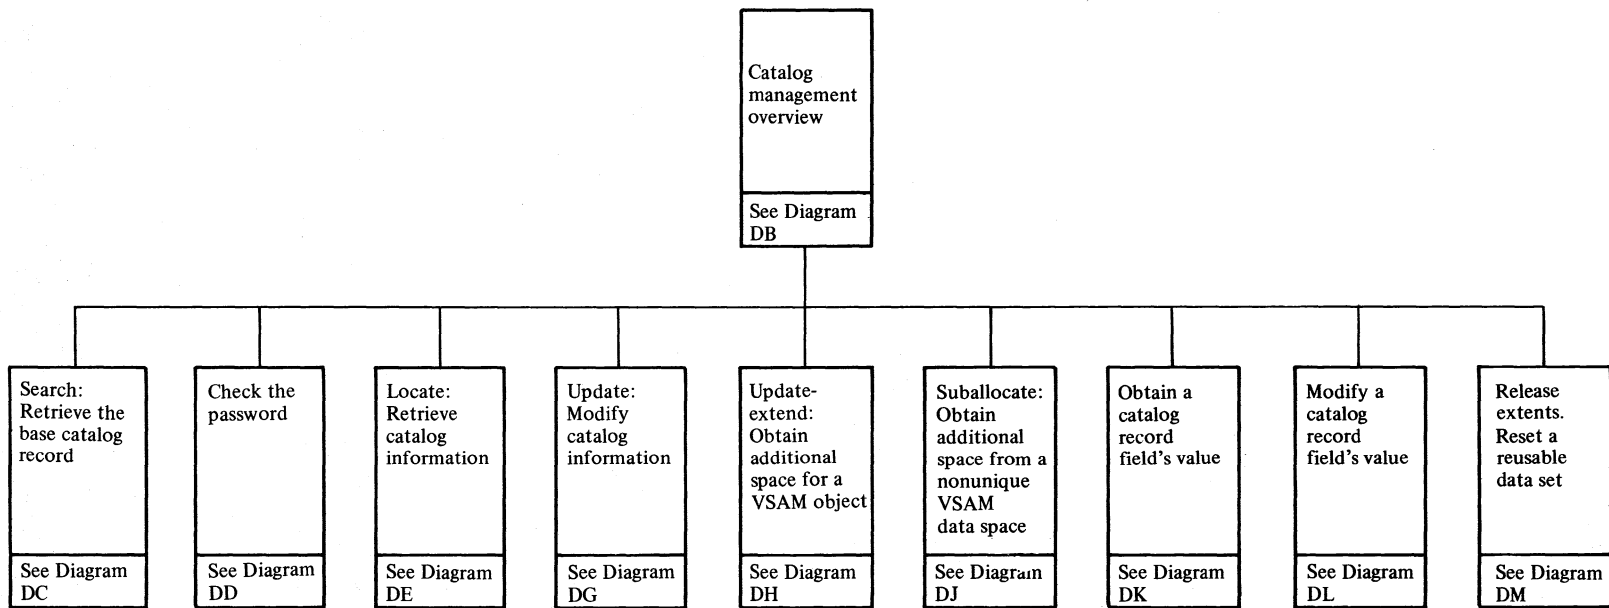 Catalog
management
overview
See Diagram
DB
Search:
Retrieve the
base catalog
record
See Diagram
DC
Check the
password
See Diagram
DD
Locate:
Retrieve
catalog
information
See Diagram
DE
Update:
Modify
catalog
information
See Diagram
DG
Update-
extend:
Obtain
additional
space for a
VSAM object
See Diagram
DH
Suballocate:
Obtain
additional
space from a
nonunique
VSAM
data space
See Diagram
DJ
Obtain a
catalog
record
field's value
See Diagram
DK
Modify a
catalog
record
field's value
See Diagram
DL
Release
extents.
Reset a
reusable
data set
See Diagram
DM